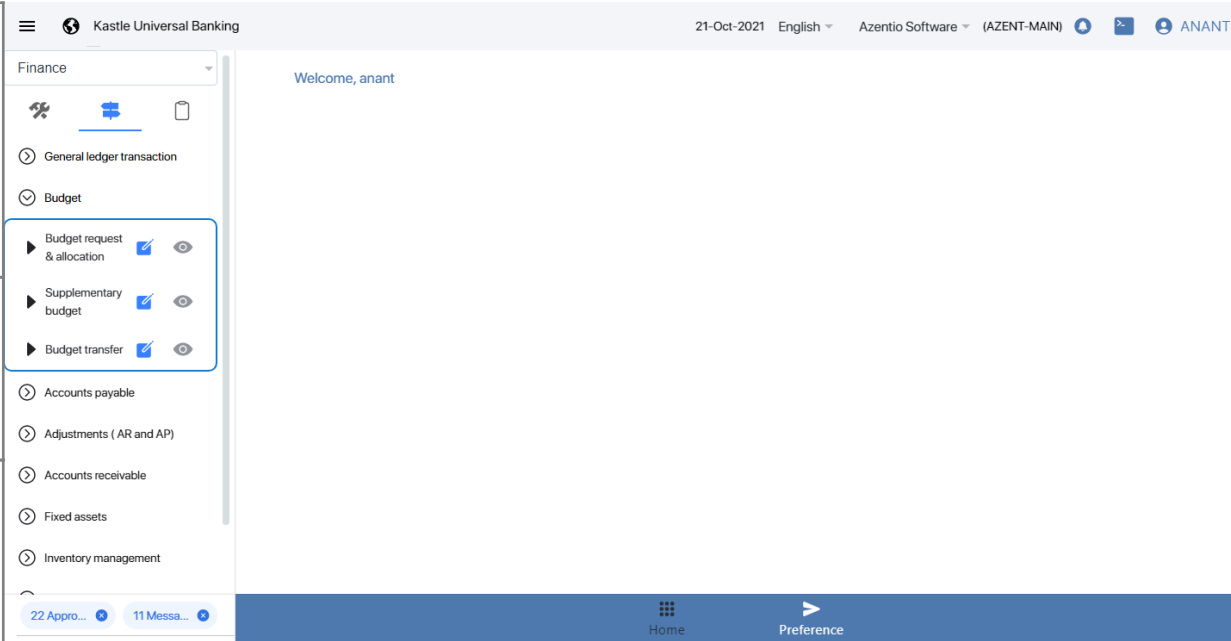 Kastle Universal Banking
21-Oct-2021 English Azentio Software (AZENT-MAIN) ANANT
Finance
Welcome, anant
General ledger transaction
Budget
Budget request
& allocation
Supplementary
budget
Budget transfer
Accounts payable
Adjustments ( AR and AP)
Accounts receivable
Fixed assets
Inventory management
22 Appro... 11 Messa...
Home Preference